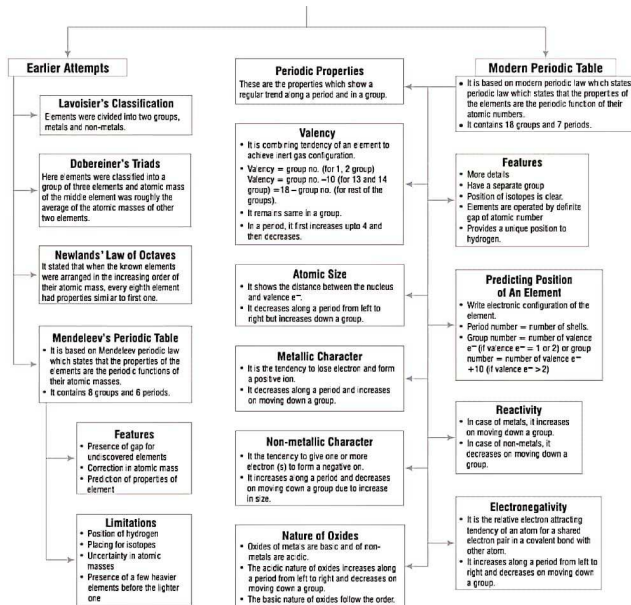 Earlier Attempts
Lavoisier's Classification
Elements were divided into two groups,
metals and non-metals.
Dobereiner's Triads
Here elements were classified into a
group of three elements and atomic mass
of the middle element was roughly the
average of the atomic masses of other
two elements.
Newlands' Law of Octaves
It stated that when the known elements
were arranged in the increasing order of
their atomic mass, every eighth element
had properties similar to first one.
Mendeleev's Periodic Table
• It is based on Mendeleev periodic law
which states that the properties of the
elements are the periodic functions of
their atomic masses.
• It contains 8 groups and 6 periods.
Features
• Presence of gap for
undiscovered elements
• Correction in atomic mass
• Prediction of properties of
element
Limitations
• Position of hydrogen
• Placing for isotopes
• Uncertainty in atomic
masses
• Presence of a few heavier
elements before the lighter
one
Periodic Properties
These are the properties which show a
regular trend along a period and in a group.
Valency
• It is combining tendency of an element to
achieve inert gas configuration.
• Valency = group no. (for 1, 2 group)
Valency = group no. –10 (for 13 and 14
group) =18 – group no. (for rest of the
groups).
• It remains same in a group.
• In a period, it first increases upto 4 and
then decreases.
Atomic Size
• It shows the distance between the nucleus
and valence e⁻.
• It decreases along a period from left to
right but increases down a group.
Metallic Character
• It is the tendency to lose electron and form
a positive ion.
• It decreases along a period and increases
on moving down a group.
Non-metallic Character
• It the tendency to give one or more
electron (s) to form a negative on.
• It increases along a period and decreases
on moving down a group due to increase
in size.
Nature of Oxides
• Oxides of metals are basic and of non-
metals are acidic.
• The acidic nature of oxides increases along
a period from left to right and decreases on
moving down a group.
• The basic nature of oxides follow the order.
Modern Periodic Table
• It is based on modern periodic law which states
periodic law which states that the properties of
the elements are the periodic function of their
atomic numbers.
• It contains 18 groups and 7 periods.
Features
• More details
• Have a separate group
• Position of isotopes is clear.
• Elements are operated by definite
gap of atomic number
• Provides a unique position to
hydrogen.
Predicting Position
of An Element
• Write electronic configuration of the
element.
• Period number = number of shells.
• Group number = number of valence
e⁻ (if valence e⁻ = 1 or 2) or group
number = number of valence e⁻
+10 (if valence e⁻ >2)
Reactivity
• In case of metals, it increases
on moving down a group.
• In case of non-metals, it
decreases on moving down a
group.
Electronegativity
• It is the relative electron attracting
tendency of an atom for a shared
electron pair in a covalent bond with
other atom.
• It increases along a period from left to
right and decreases on moving down
a group.